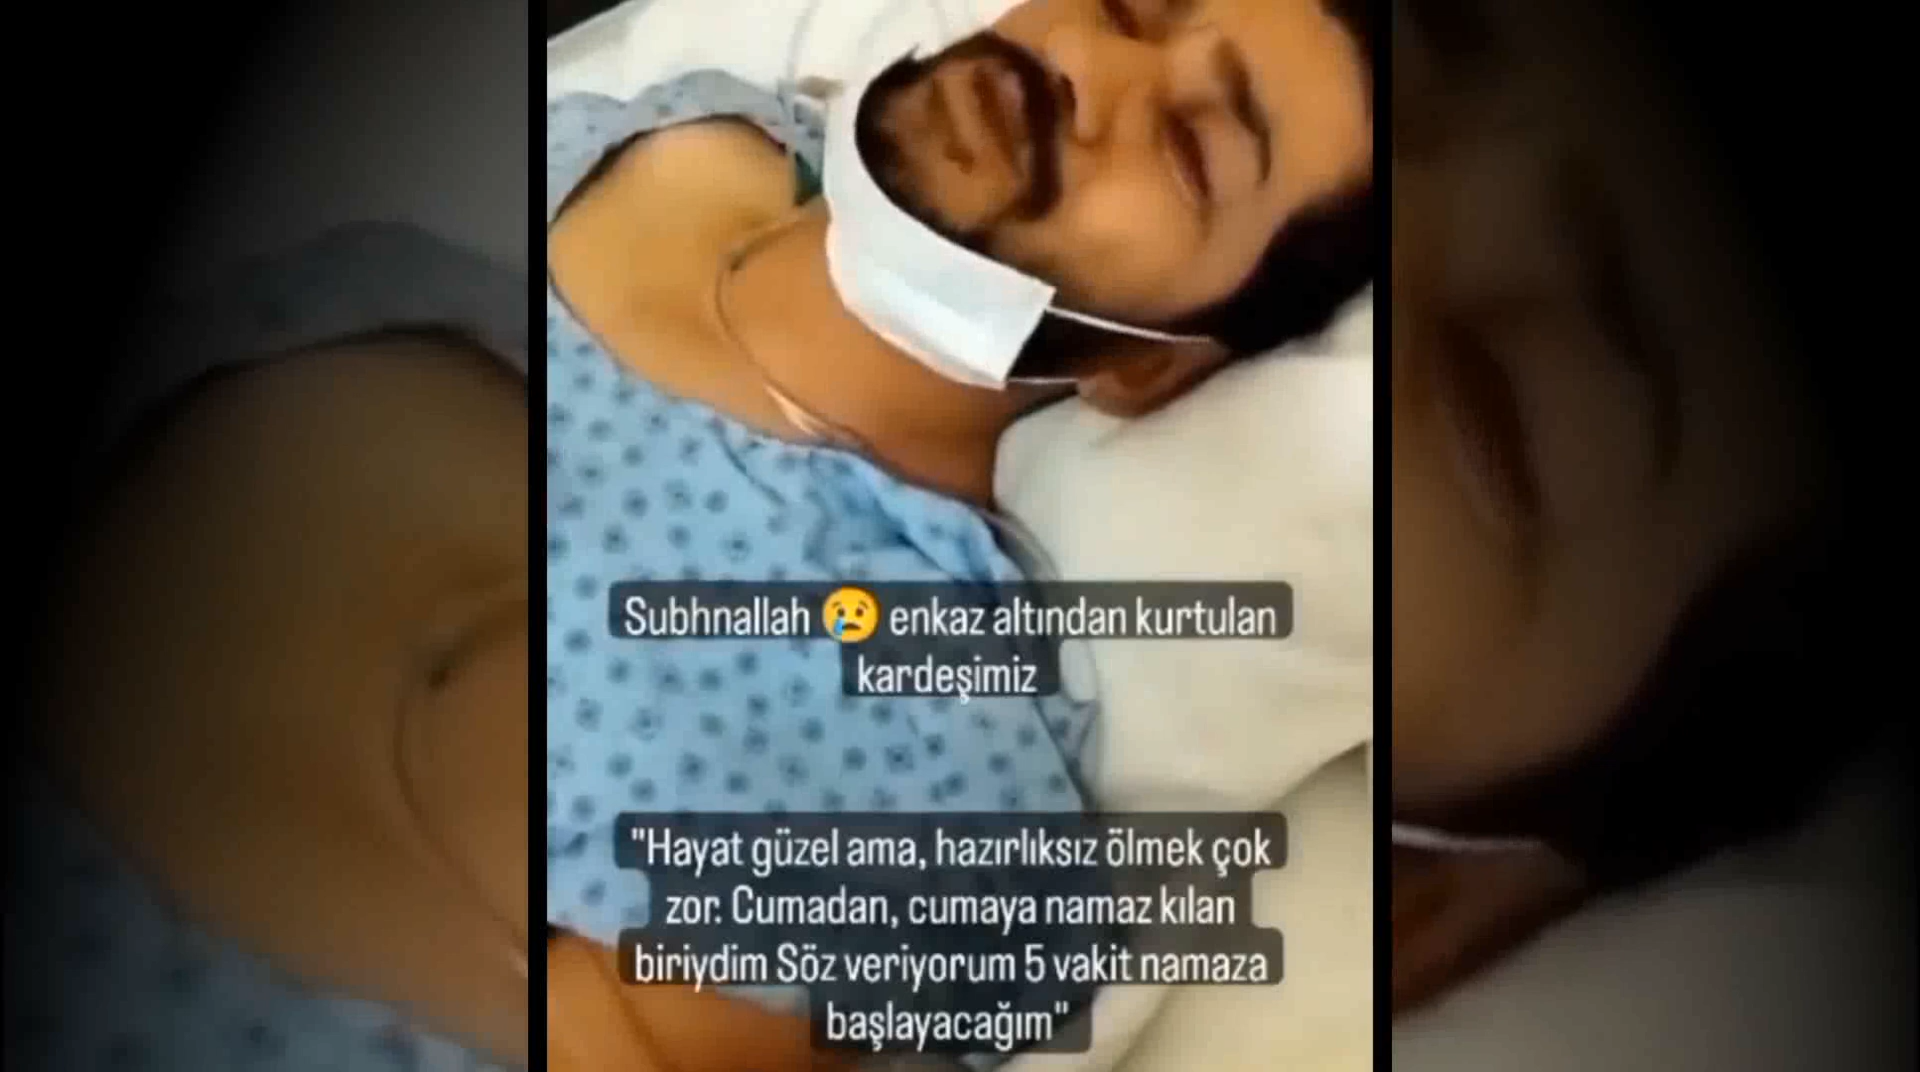 Subhnallah 😢 enkaz altından kurtulan
kardeşimiz
"Hayat güzel ama, hazırlıksız ölmek çok
zor. Cumadan, cumaya namaz kılan
biriydim Söz veriyorum 5 vakit namaza
başlayacağım"